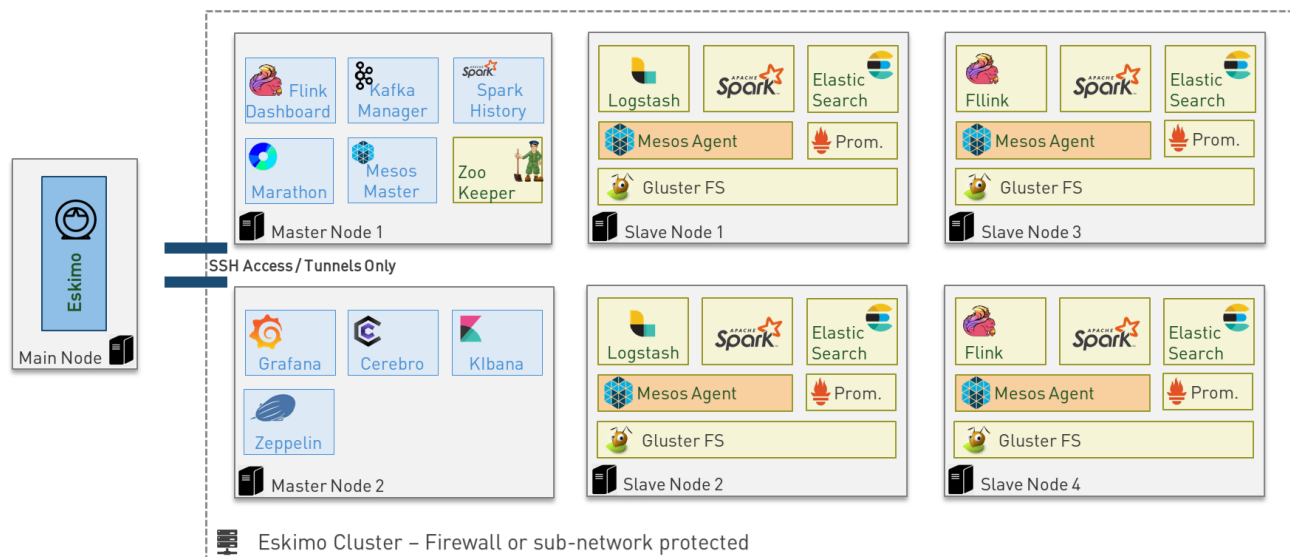 Eskimo
Main Node
SSH Access / Tunnels Only
Flink
Dashboard
Kafka
Manager
Spark
Spark
History
Marathon
Mesos
Master
Zoo
Keeper
Master Node 1
Logstash
APACHE
Spark
Elastic
Search
Mesos Agent
Prom.
Gluster FS
Slave Node 1
Fllink
APACHE
Spark
Elastic
Search
Mesos Agent
Prom.
Gluster FS
Slave Node 3
Grafana
Cerebro
KIbana
Zeppelin
Master Node 2
Logstash
APACHE
Spark
Elastic
Search
Mesos Agent
Prom.
Gluster FS
Slave Node 2
Flink
APACHE
Spark
Elastic
Search
Mesos Agent
Prom.
Gluster FS
Slave Node 4
Eskimo Cluster – Firewall or sub-network protected